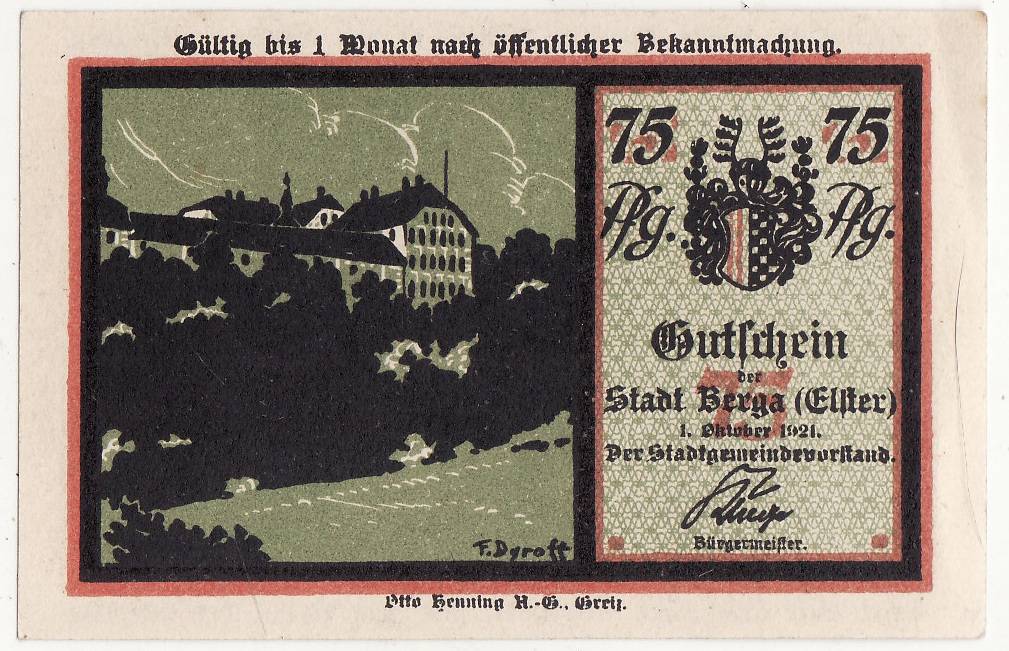 Gültig bis 1 Monat nach öffentlicher Bekanntmachung.
75 75
Pfg. Pfg.
Gutschein
der
75
Stadt Berga (Elster)
1. Oktober 1921.
Der Stadtgemeindevorstand.
Bürgermeister.
F. Dyroff
Otto Henning A.-G., Greiz.